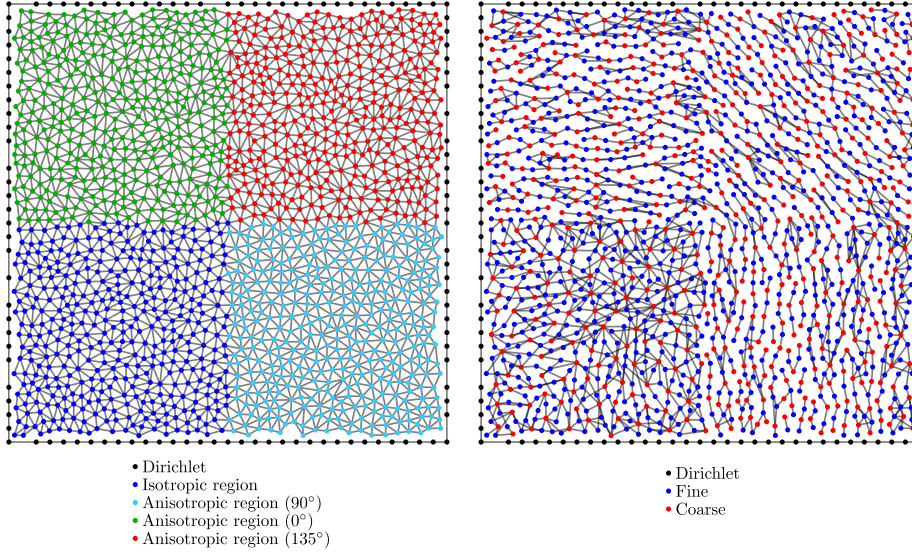 Dirichlet
Isotropic region
Anisotropic region (90°)
Anisotropic region (0°)
Anisotropic region (135°)
Dirichlet
Fine
Coarse